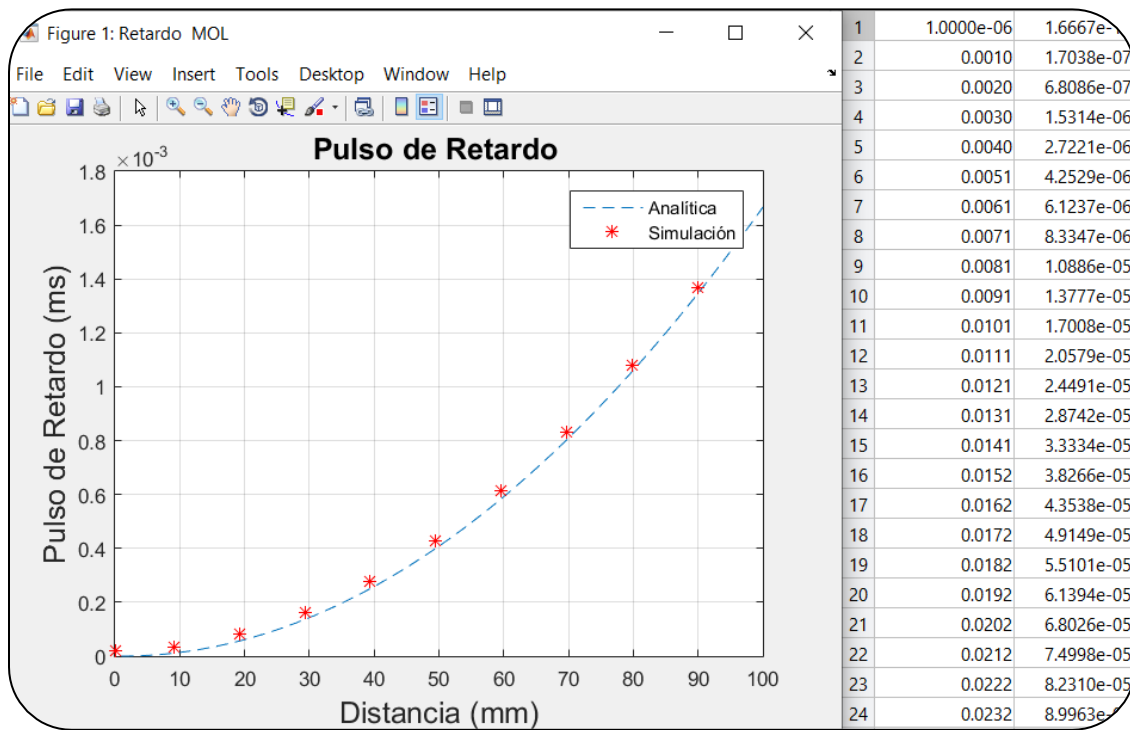 Figure 1: Retardo MOL
File Edit View Insert Tools Desktop Window Help
Pulso de Retardo
×10-3
1.8
1.6
1.4
1.2
1
0.8
0.6
0.4
0.2
0
Pulso de Retardo (ms)
Analítica
Simulación
0 10 20 30 40 50 60 70 80 90 100
Distancia (mm)
1 1.0000e-06
2 0.0010 1.7038e-07
3 0.0020 6.8086e-07
4 0.0030 1.5314e-06
5 0.0040 2.7221e-06
6 0.0051 4.2529e-06
7 0.0061 6.1237e-06
8 0.0071 8.3347e-06
9 0.0081 1.0886e-05
10 0.0091 1.3777e-05
11 0.0101 1.7008e-05
12 0.0111 2.0579e-05
13 0.0121 2.4491e-05
14 0.0131 2.8742e-05
15 0.0141 3.3334e-05
16 0.0152 3.8266e-05
17 0.0162 4.3538e-05
18 0.0172 4.9149e-05
19 0.0182 5.5101e-05
20 0.0192 6.1394e-05
21 0.0202 6.8026e-05
22 0.0212 7.4998e-05
23 0.0222 8.2310e-05
24 0.0232